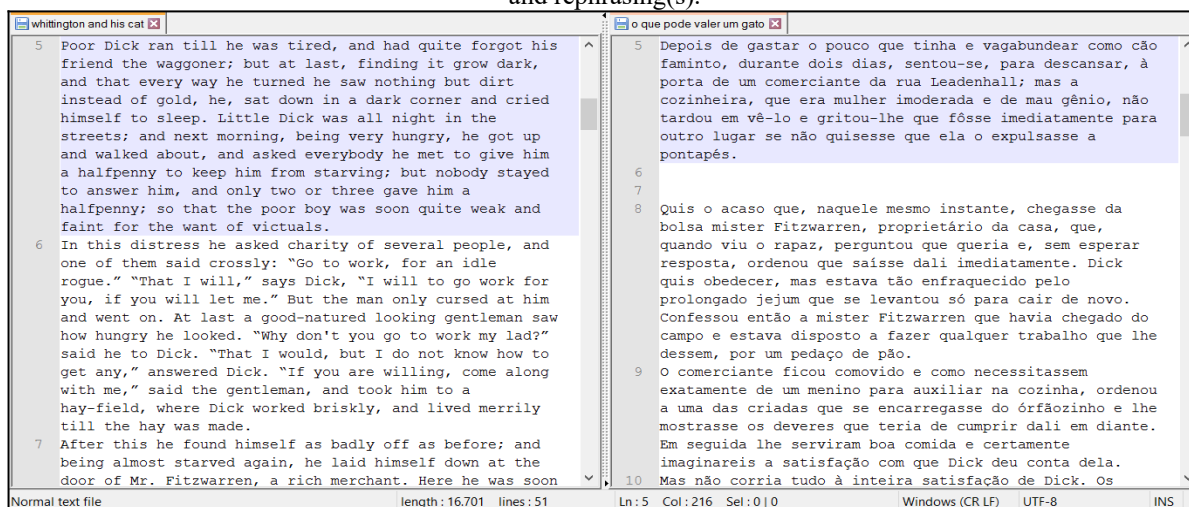 and rephrasing(s).
whittington and his cat
5 Poor Dick ran till he was tired, and had quite forgot his
friend the waggoner; but at last, finding it grow dark,
and that every way he turned he saw nothing but dirt
instead of gold, he, sat down in a dark corner and cried
himself to sleep. Little Dick was all night in the
streets; and next morning, being very hungry, he got up
and walked about, and asked everybody he met to give him
a halfpenny to keep him from starving; but nobody stayed
to answer him, and only two or three gave him a
halfpenny; so that the poor boy was soon quite weak and
faint for the want of victuals.
6 In this distress he asked charity of several people, and
one of them said crossly: “Go to work, for an idle
rogue.” “That I will,” says Dick, “I will to go work for
you, if you will let me.” But the man only cursed at him
and went on. At last a good-natured looking gentleman saw
how hungry he looked. “Why don't you go to work my lad?”
said he to Dick. “That I would, but I do not know how to
get any,” answered Dick. “If you are willing, come along
with me,” said the gentleman, and took him to a
hay-field, where Dick worked briskly, and lived merrily
till the hay was made.
7 After this he found himself as badly off as before; and
being almost starved again, he laid himself down at the
door of Mr. Fitzwarren, a rich merchant. Here he was soon
o que pode valer um gato
5 Depois de gastar o pouco que tinha e vagabundear como cão
faminto, durante dois dias, sentou-se, para descansar, à
porta de um comerciante da rua Leadenhall; mas a
cozinheira, que era mulher imoderada e de mau gênio, não
tardou em vê-lo e gritou-lhe que fôsse imediatamente para
outro lugar se não quisesse que ela o expulsasse a
pontapés.
6
7
8 Quis o acaso que, naquele mesmo instante, chegasse da
bolsa mister Fitzwarren, proprietário da casa, que,
quando viu o rapaz, perguntou que queria e, sem esperar
resposta, ordenou que saísse dali imediatamente. Dick
quis obedecer, mas estava tão enfraquecido pelo
prolongado jejum que se levantou só para cair de novo.
Confessou então a mister Fitzwarren que havia chegado do
campo e estava disposto a fazer qualquer trabalho que lhe
dessem, por um pedaço de pão.
9 O comerciante ficou comovido e como necessitassem
exatamente de um menino para auxiliar na cozinha, ordenou
a uma das criadas que se encarregasse do órfãozinho e lhe
mostrasse os deveres que teria de cumprir dali em diante.
Em seguida lhe serviram boa comida e certamente
imaginareis a satisfação com que Dick deu conta dela.
10 Mas não corria tudo à inteira satisfação de Dick. Os
Normal text file length : 16.701 lines : 51 Ln : 5 Col : 216 Sel : 0 | 0 Windows (CR LF) UTF-8 INS